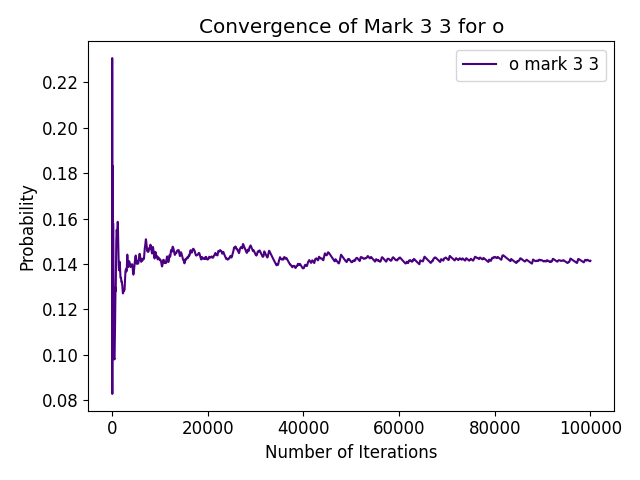 Convergence of Mark 3 3 for o
o mark 3 3
Probability
0.22
0.20
0.18
0.16
0.14
0.12
0.10
0.08
0 20000 40000 60000 80000 100000
Number of Iterations